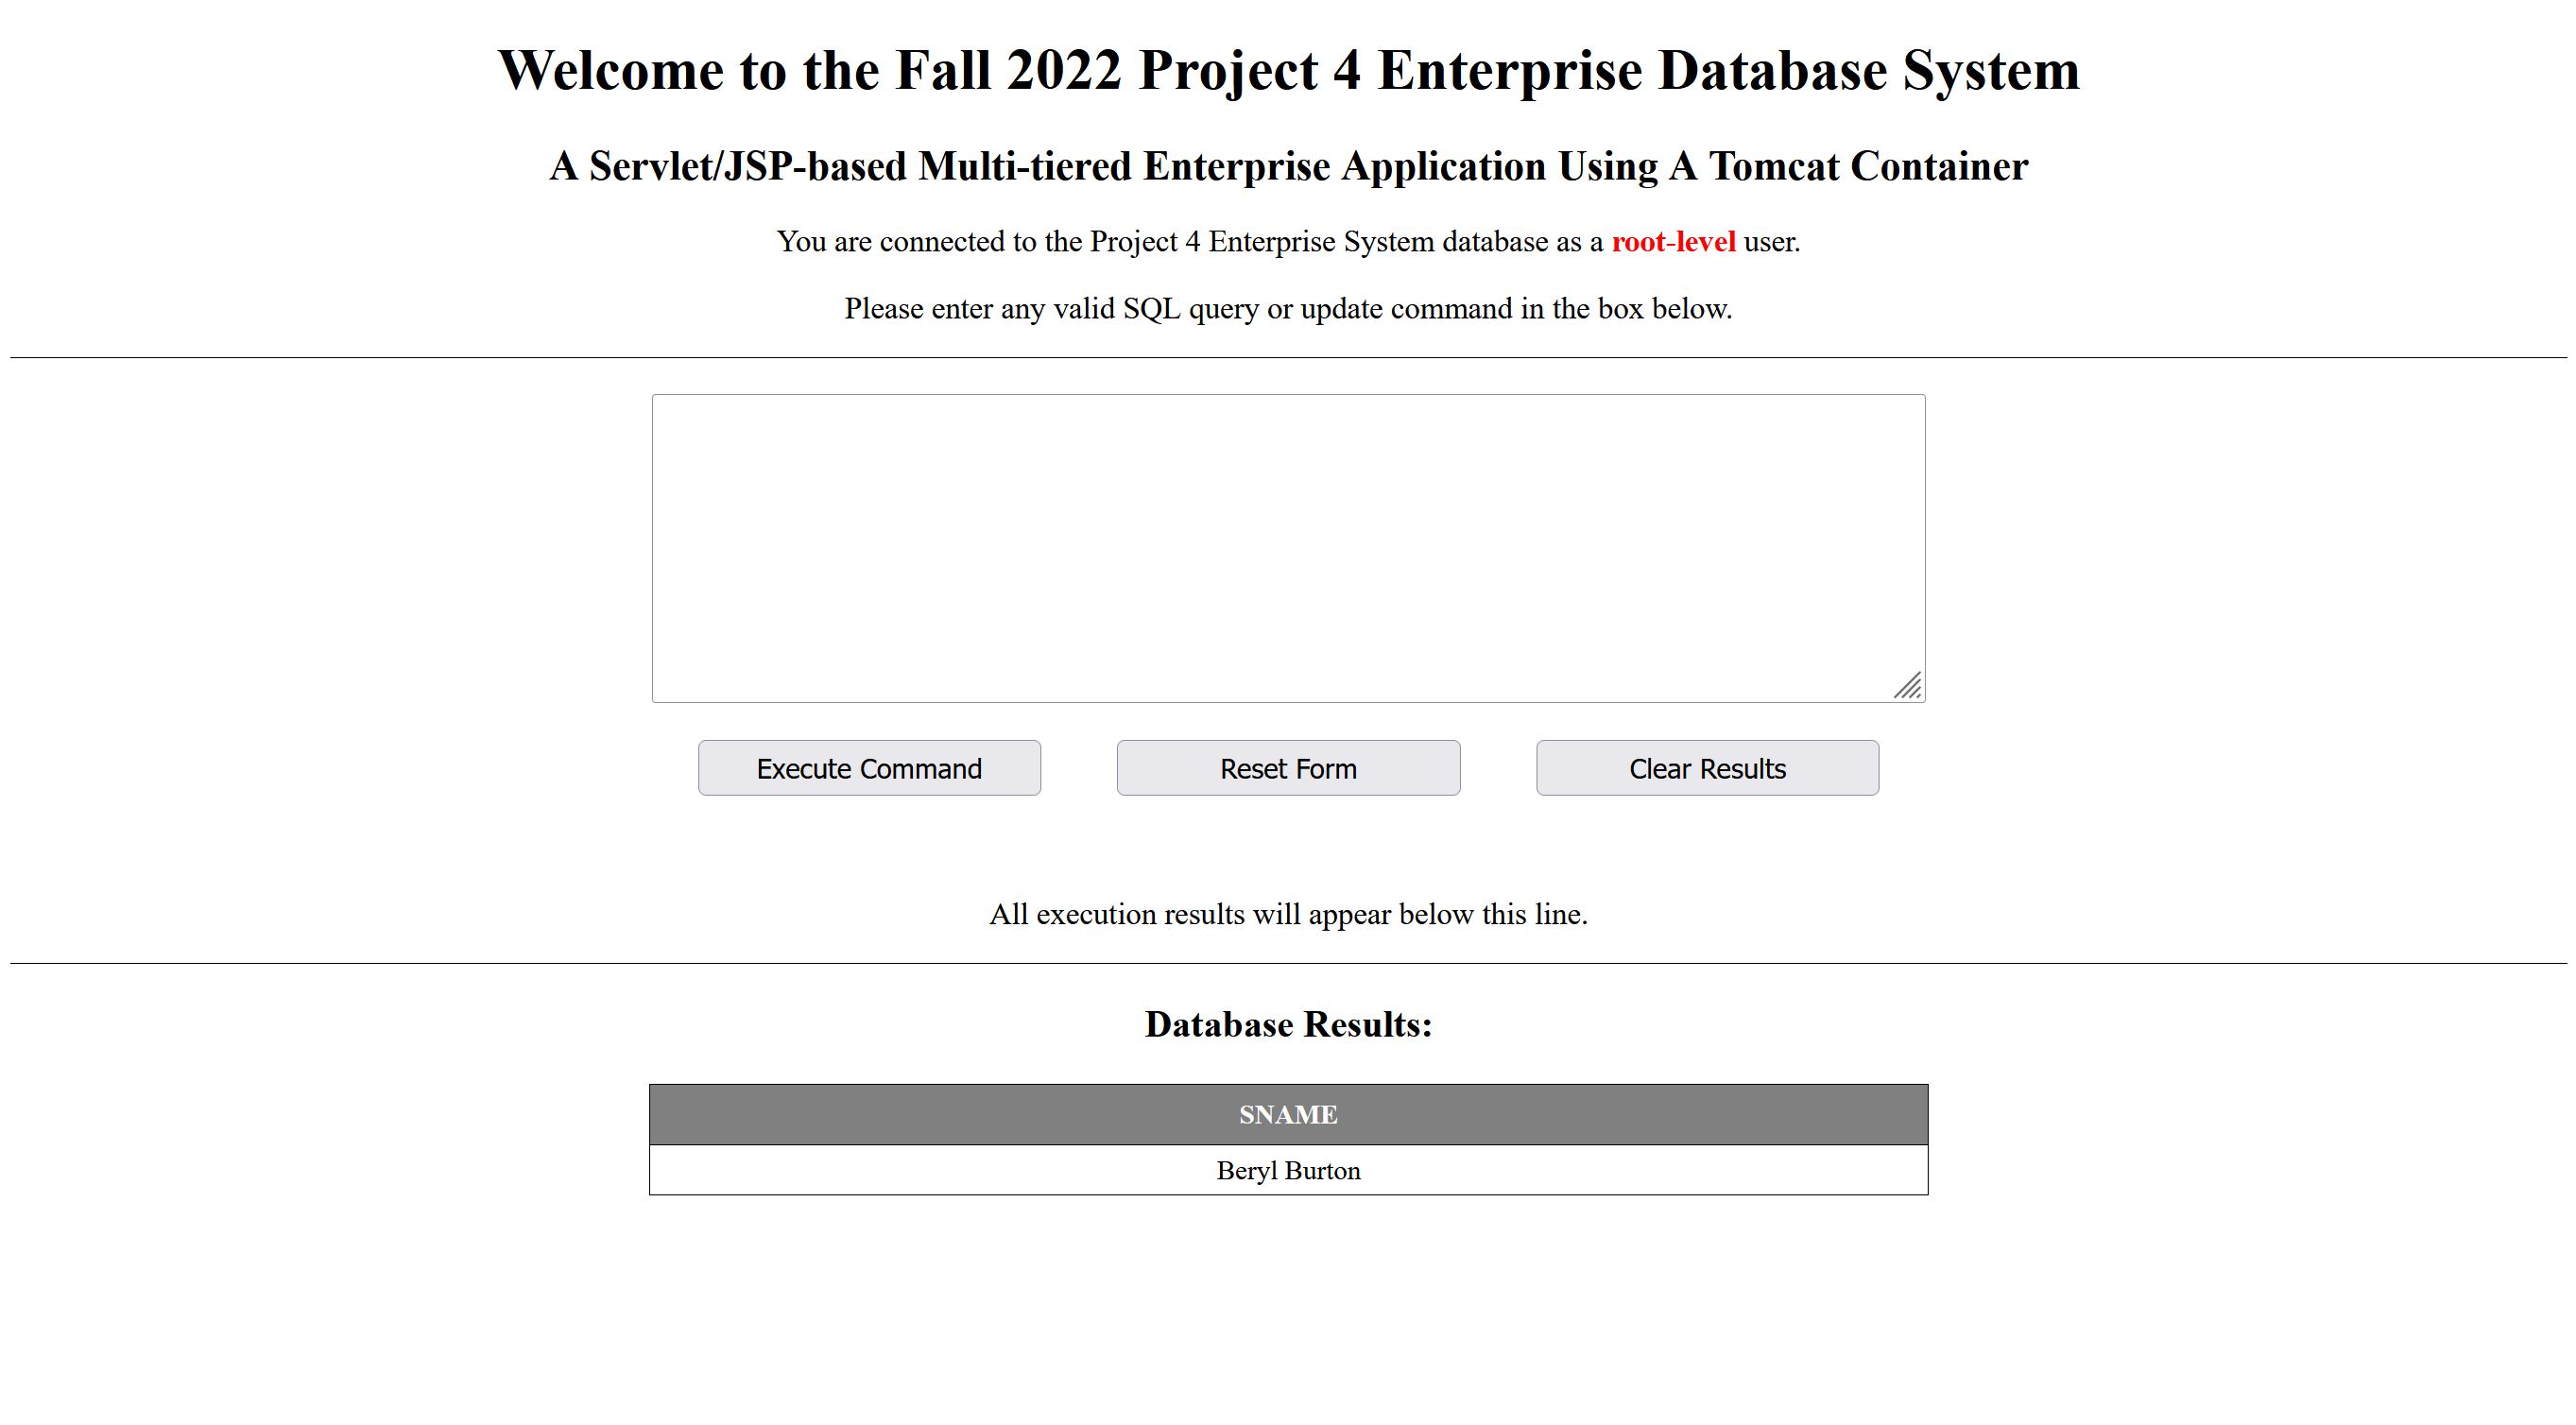 Welcome to the Fall 2022 Project 4 Enterprise Database System
A Servlet/JSP-based Multi-tiered Enterprise Application Using A Tomcat Container
You are connected to the Project 4 Enterprise System database as a root-level user.
Please enter any valid SQL query or update command in the box below.
Execute Command
Reset Form
Clear Results
All execution results will appear below this line.
Database Results:
SNAME
Beryl Burton